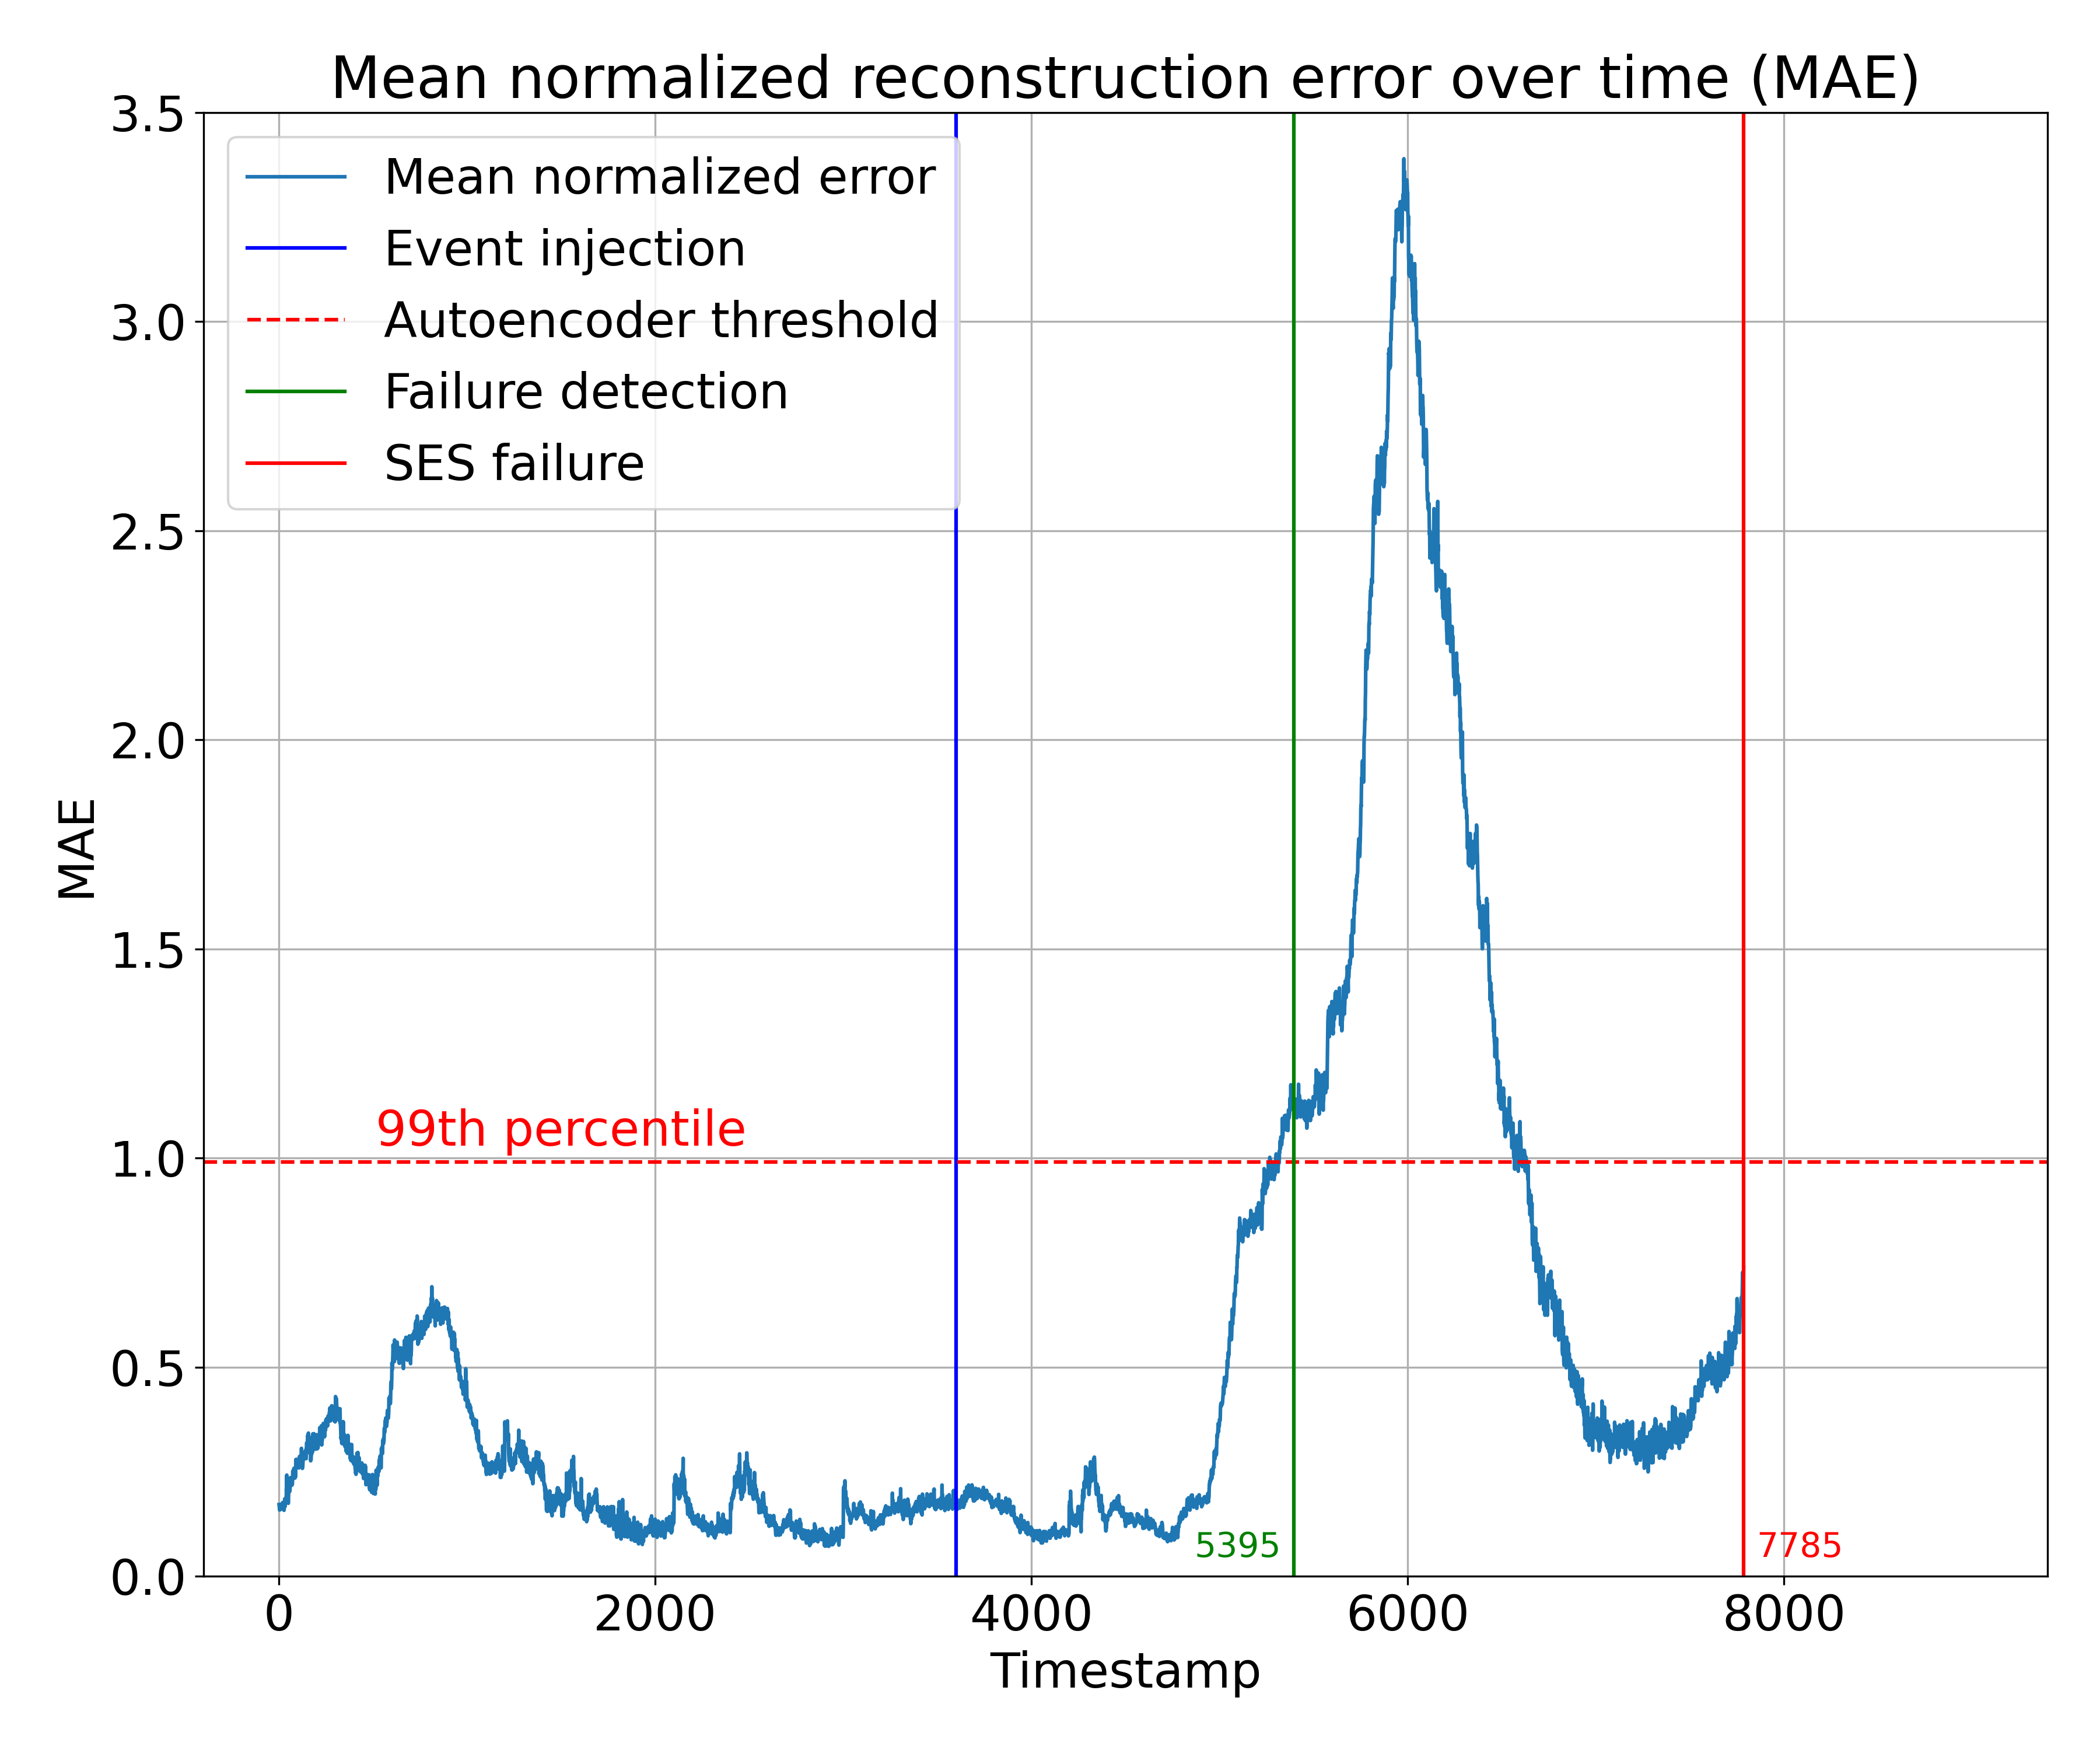 Mean normalized reconstruction error over time (MAE)
3.5
3.0
2.5
2.0
1.5
1.0
0.5
0.0
MAE
Mean normalized error
Event injection
Autoencoder threshold
Failure detection
SES failure
99th percentile
5395
7785
0
2000
4000
6000
8000
Timestamp